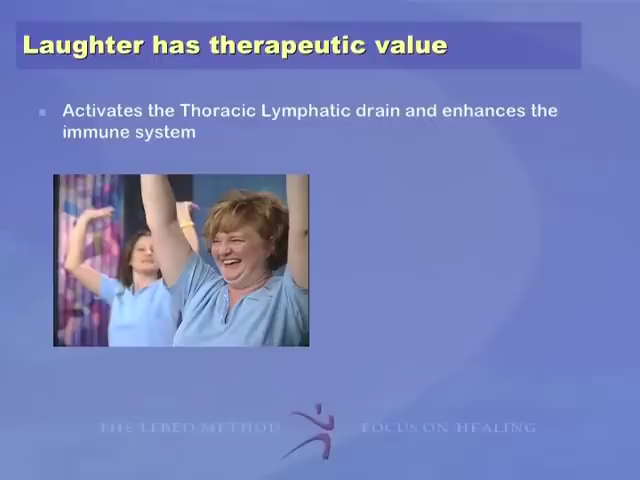 Laughter has therapeutic value
Activates the Thoracic Lymphatic drain and enhances the
immune system
THE LEBED METHOD FOCUS ON HEALING